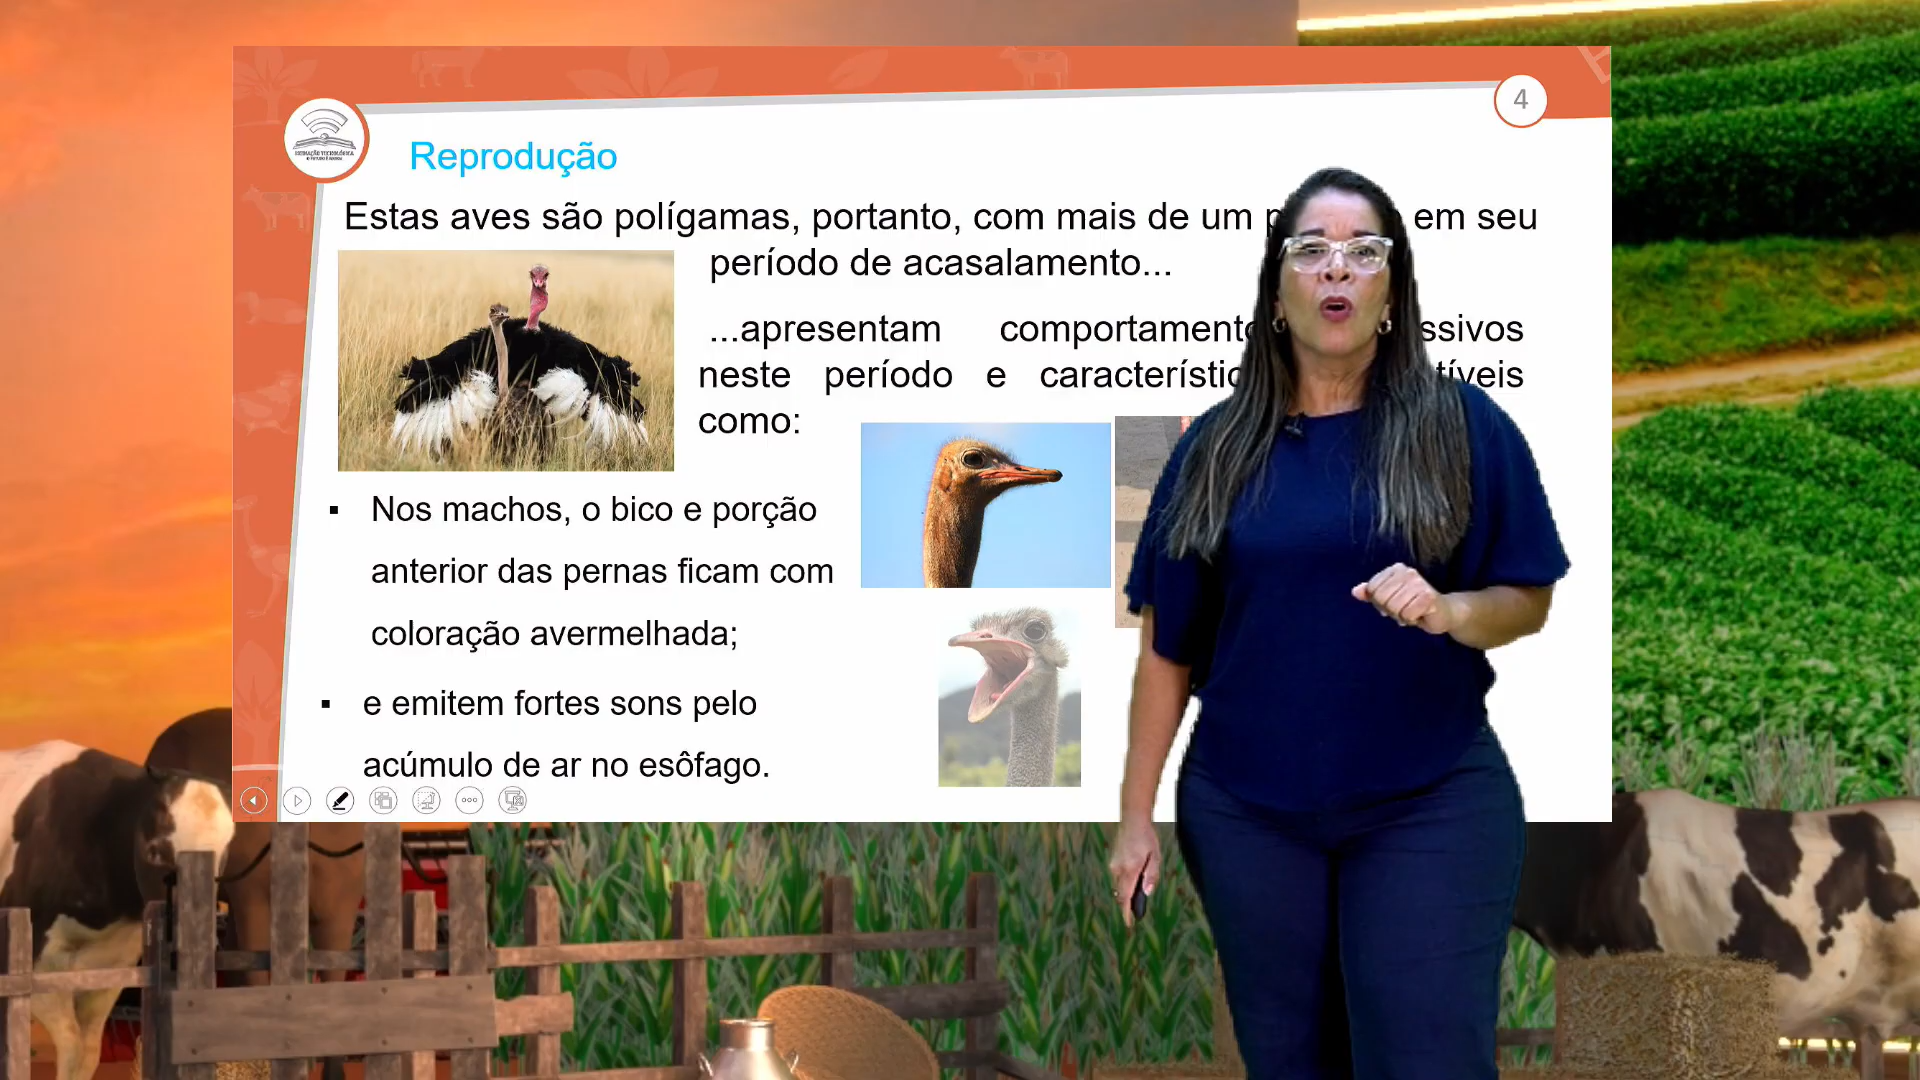 4
MEDIAÇÃO TECNOLÓGICA
Reprodução
Estas aves são polígamas, portanto, com mais de um em seu
período de acasalamento...
...apresentam
neste período e
como:
Nos machos, o bico e porção
anterior das pernas ficam com
coloração avermelhada;
e emitem fortes sons pelo
acúmulo de ar no esôfago.